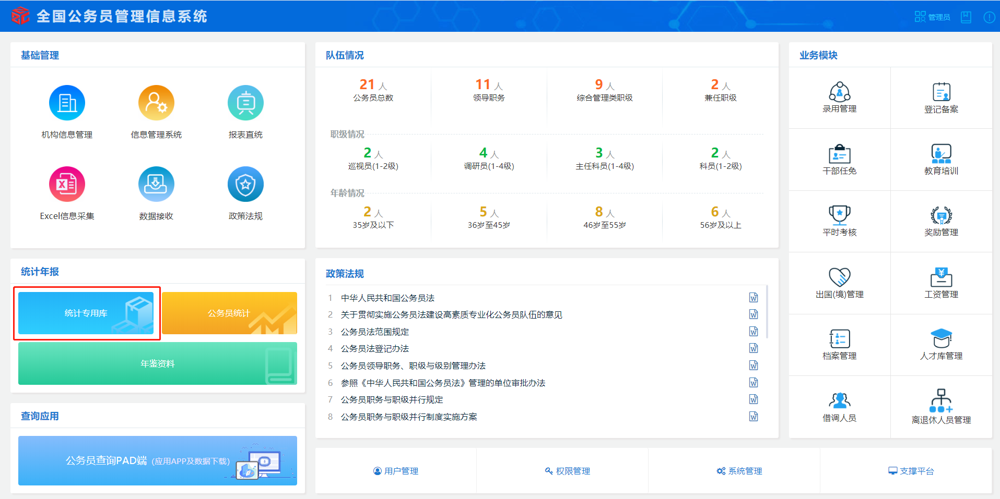 全国公务员管理信息系统
管理员
基础管理
机构信息管理
信息管理系统
报表直统
Excel信息采集
数据接收
政策法规
统计年报
统计专用库
公务员统计
年鉴资料
查询应用
公务员查询PAD端 (应用APP及数据下载)
队伍情况
21 人
公务员总数
11 人
领导职务
9 人
综合管理类职级
2 人
兼任职级
职级情况
2 人
巡视员(1-2级)
4 人
调研员(1-4级)
3 人
主任科员(1-4级)
2 人
科员(1-2级)
年龄情况
2 人
35岁及以下
5 人
36岁至45岁
8 人
46岁至55岁
6 人
56岁及以上
政策法规
1 中华人民共和国公务员法
2 关于贯彻实施公务员法建设高素质专业化公务员队伍的意见
3 公务员法范围规定
4 公务员法登记办法
5 公务员领导职务、职级与级别管理办法
6 参照《中华人民共和国公务员法》管理的单位审批办法
7 公务员职务与职级并行规定
8 公务员职务与职级并行制度实施方案
业务模块
录用管理
登记备案
干部任免
教育培训
平时考核
奖励管理
出国(境)管理
工资管理
档案管理
人才库管理
借调人员
离退休人员管理
用户管理
权限管理
系统管理
支撑平台